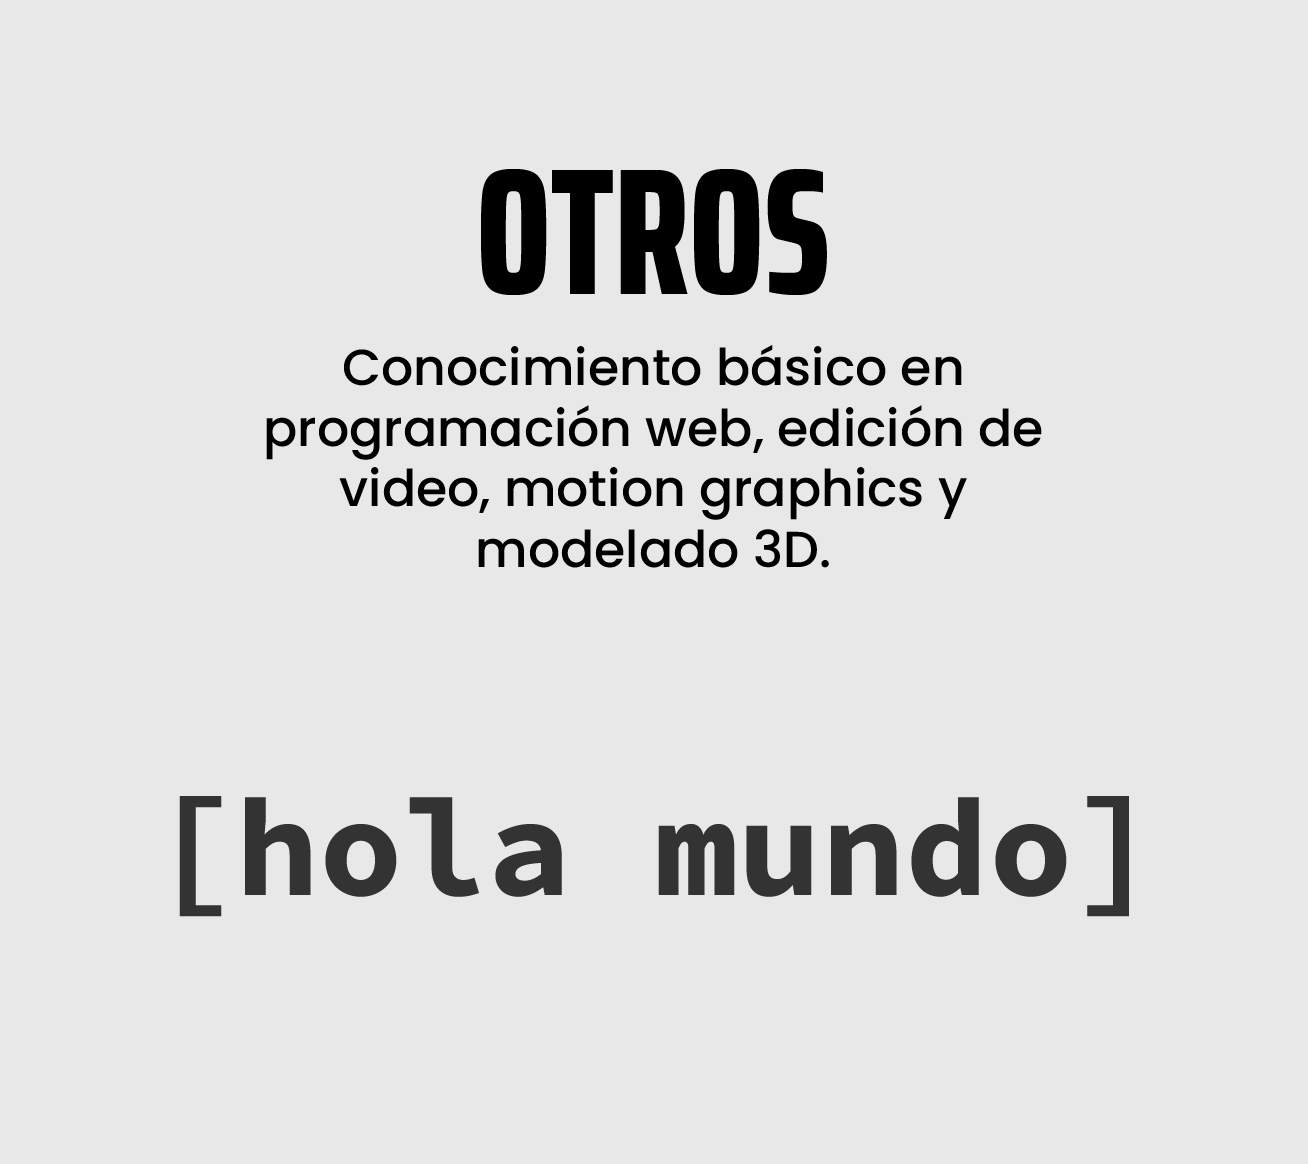 OTROS
Conocimiento básico en
programación web, edición de
video, motion graphics y
modelado 3D.
[hola mundo]